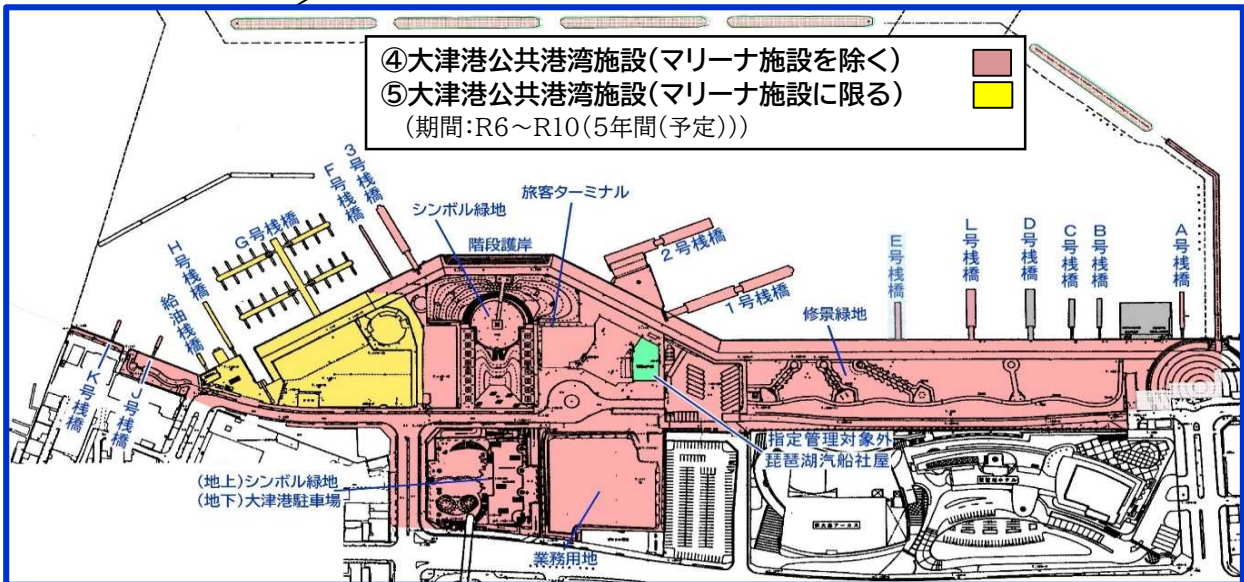 ④大津港公共港湾施設(マリーナ施設を除く)
⑤大津港公共港湾施設(マリーナ施設に限る)
(期間:R6～R10(5年間(予定)))
3号桟橋
F号桟橋
G号桟橋
H号桟橋
給油桟橋
K号桟橋
J号桟橋
シンボル緑地
階段護岸
旅客ターミナル
2号桟橋
1号桟橋
E号桟橋
L号桟橋
D号桟橋
C号桟橋
B号桟橋
A号桟橋
修景緑地
指定管理対象外
琵琶湖汽船社屋
(地上)シンボル緑地
(地下)大津港駐車場
業務用地